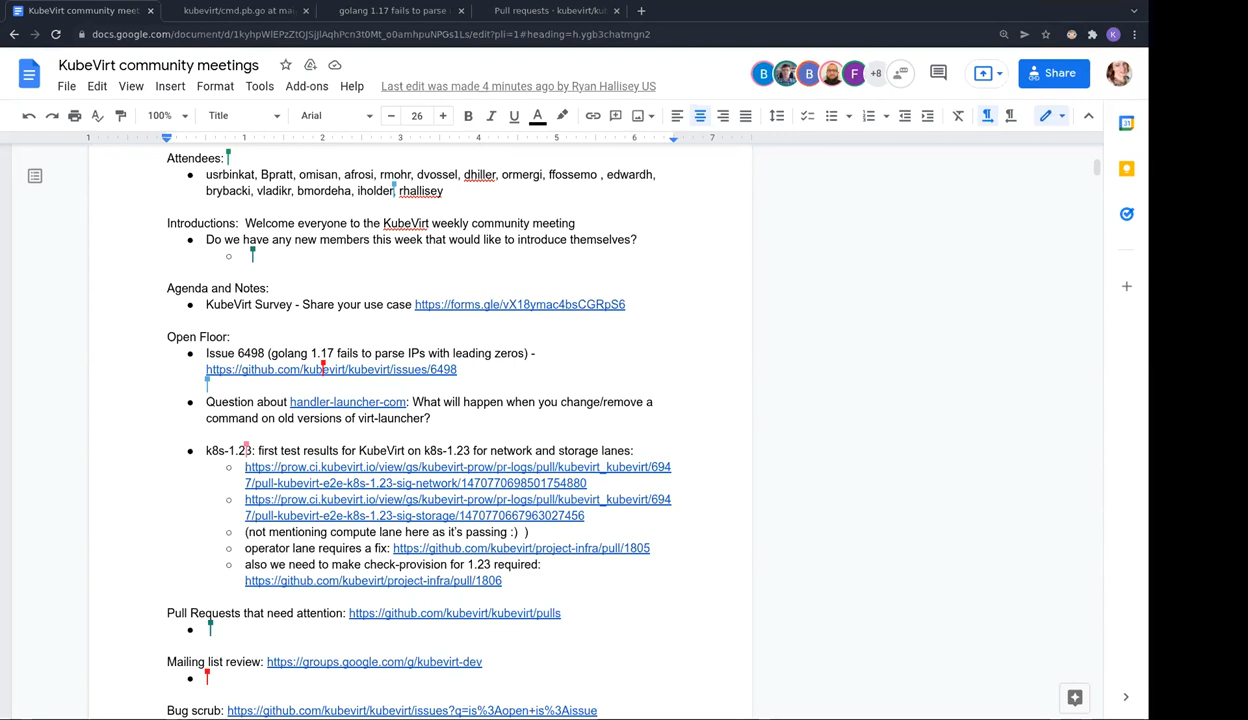 KubeVirt community meet
kubevirt/cmd.pb.go at ma
golang 1.17 fails to parse
Pull requests · kubevirt/ku
docs.google.com/document/d/1kyhpWlEPzZtOJSjjlAqhPcn3t0Mt_o0amhpuNPGs1Ls/edit?pli=1#heading=h.ygb3chatmgn2
K
KubeVirt community meetings
B B F +8
Share
File Edit View Insert Format Tools Add-ons Help Last edit was made 4 minutes ago by Ryan Hallisey US
100% Title Arial 26 B I U A
1 1 2 3 4 5 6 7
Attendees:
● usrbinkat, Bpratt, omisan, afrosi, rmohr, dvossel, dhiller, ormergi, ffossemo , edwardh,
brybacki, vladikr, bmordeha, iholder, rhallisey
Introductions: Welcome everyone to the KubeVirt weekly community meeting
● Do we have any new members this week that would like to introduce themselves?
○
Agenda and Notes:
● KubeVirt Survey - Share your use case https://forms.gle/vX18ymac4bsCGRpS6
Open Floor:
● Issue 6498 (golang 1.17 fails to parse IPs with leading zeros) -
https://github.com/kubevirt/kubevirt/issues/6498
● Question about handler-launcher-com: What will happen when you change/remove a
command on old versions of virt-launcher?
● k8s-1.23: first test results for KubeVirt on k8s-1.23 for network and storage lanes:
○ https://prow.ci.kubevirt.io/view/gs/kubevirt-prow/pr-logs/pull/kubevirt_kubevirt/694
7/pull-kubevirt-e2e-k8s-1.23-sig-network/1470770698501754880
○ https://prow.ci.kubevirt.io/view/gs/kubevirt-prow/pr-logs/pull/kubevirt_kubevirt/694
7/pull-kubevirt-e2e-k8s-1.23-sig-storage/1470770667963027456
○ (not mentioning compute lane here as it's passing :) )
○ operator lane requires a fix: https://github.com/kubevirt/project-infra/pull/1805
○ also we need to make check-provision for 1.23 required:
https://github.com/kubevirt/project-infra/pull/1806
Pull Requests that need attention: https://github.com/kubevirt/kubevirt/pulls
●
Mailing list review: https://groups.google.com/g/kubevirt-dev
●
Bug scrub: https://github.com/kubevirt/kubevirt/issues?q=is%3Aopen+is%3Aissue